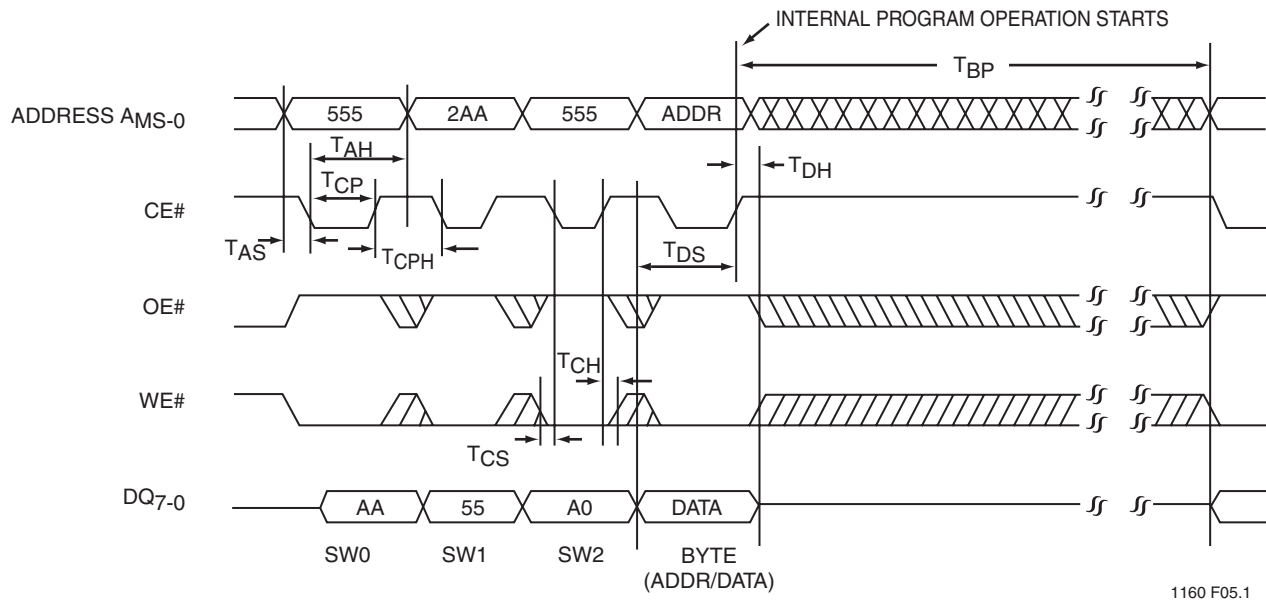 INTERNAL PROGRAM OPERATION STARTS
TBP
ADDRESS AMS-0
555
2AA
555
ADDR
TAH
TDH
TCP
CE#
TAS
TCPH
TDS
OE#
TCH
WE#
TCS
DQ7-0
AA
55
A0
DATA
SW0
SW1
SW2
BYTE
(ADDR/DATA)
1160 F05.1